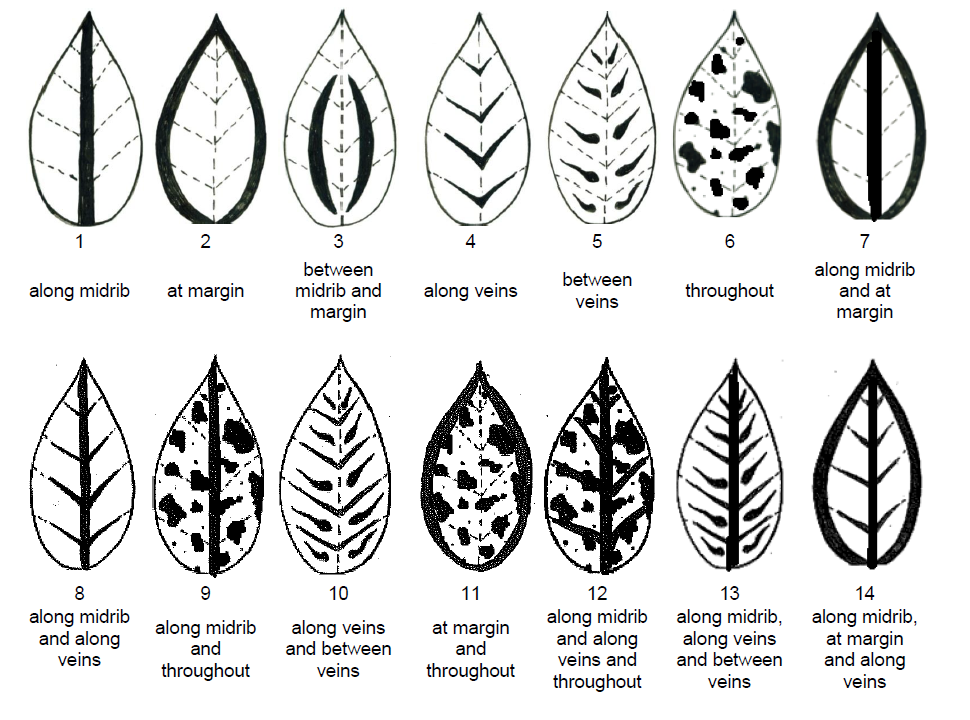 1 2 3 4 5 6 7
along midrib
at margin
between
midrib and
margin
along veins
between
veins
throughout
along midrib
and at
margin
8 9 10 11 12 13 14
along midrib
and along
veins
along midrib
and
throughout
along veins
and between
veins
at margin
and
throughout
along midrib
and along
veins and
throughout
along midrib,
along veins
and between
veins
along midrib,
at margin
and along
veins